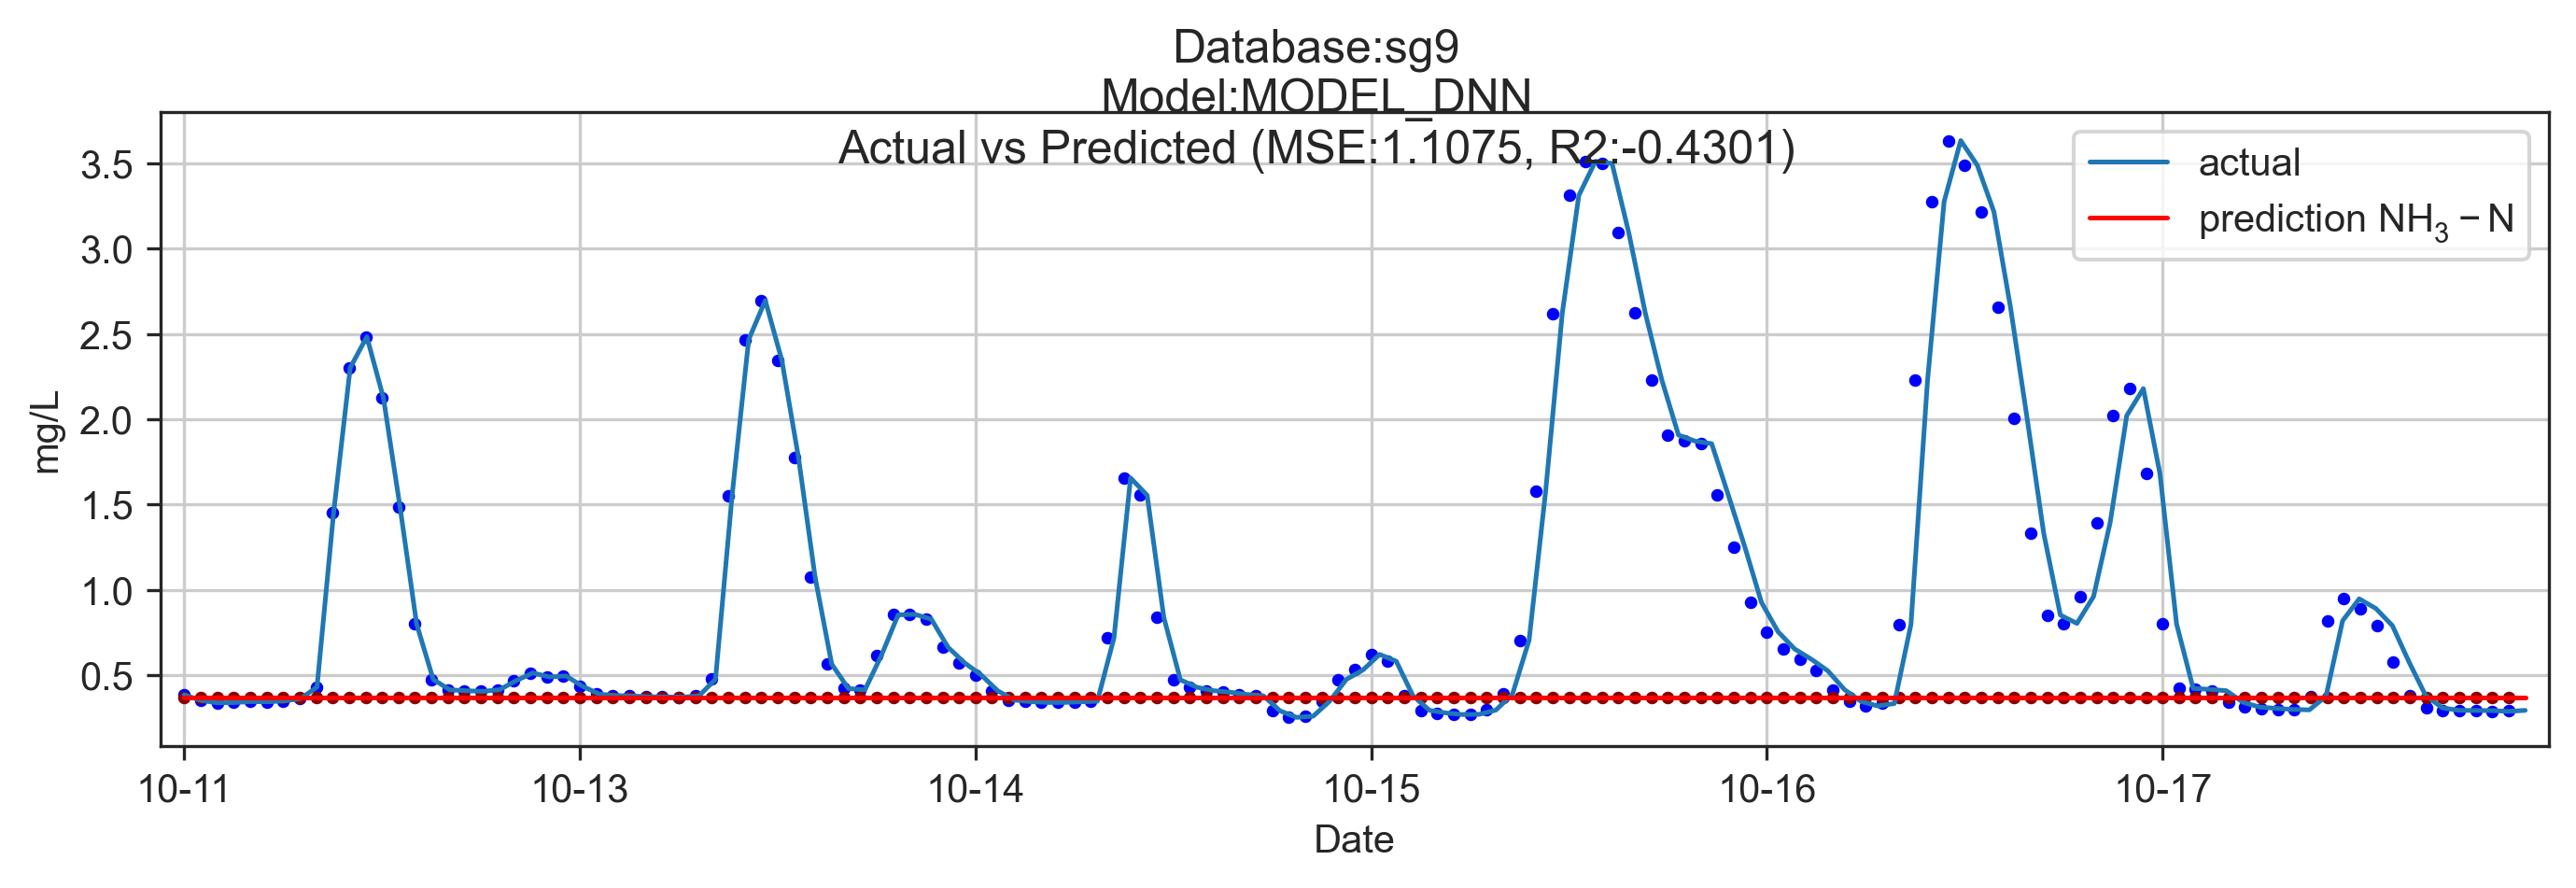 Database:sg9
Model:MODEL_DNN
Actual vs Predicted (MSE:1.1075, R2:-0.4301)
actual
prediction NH₃ − N
3.5
3.0
2.5
2.0
1.5
1.0
0.5
mg/L
10-11
10-13
10-14
10-15
10-16
10-17
Date